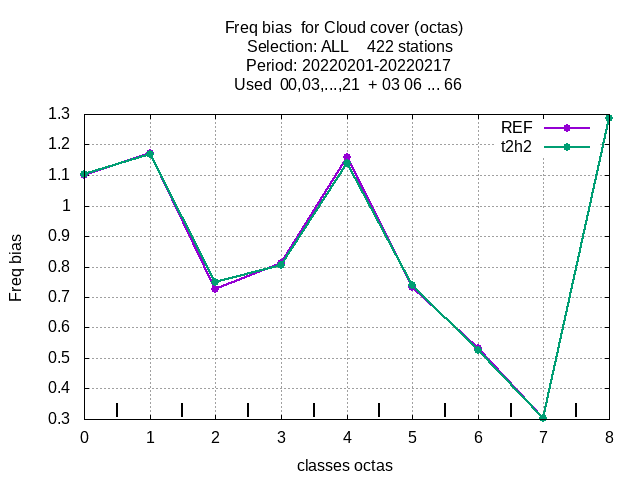 Freq bias  for Cloud cover (octas)
Selection: ALL    422 stations
Period: 20220201-20220217
Used  00,03,...,21  + 03 06 ... 66
REF
t2h2
1.3
1.2
1.1
1
0.9
0.8
0.7
0.6
0.5
0.4
0.3
Freq bias
0 1 2 3 4 5 6 7 8
classes octas